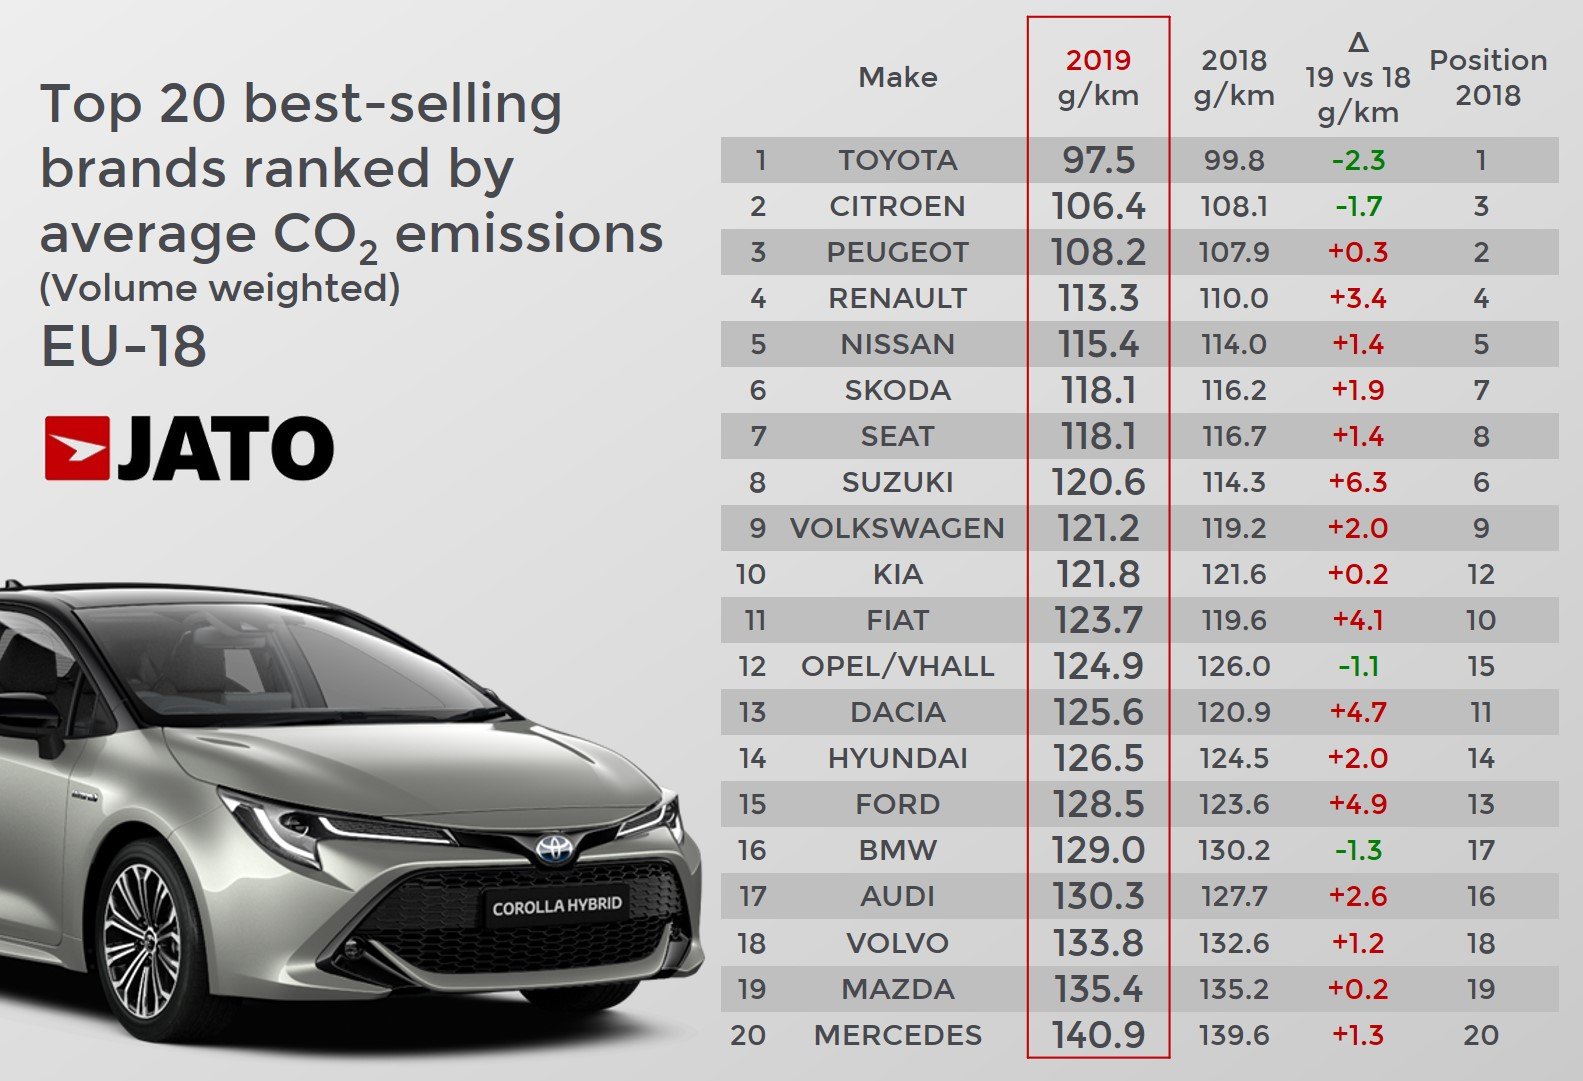 Top 20 best-selling
brands ranked by
average CO₂ emissions
(Volume weighted)
EU-18
JATO
COROLLA HYBRID
Make 2019 g/km 2018 g/km Δ 19 vs 18 g/km Position 2018
1 TOYOTA 97.5 99.8 -2.3 1
2 CITROEN 106.4 108.1 -1.7 3
3 PEUGEOT 108.2 107.9 +0.3 2
4 RENAULT 113.3 110.0 +3.4 4
5 NISSAN 115.4 114.0 +1.4 5
6 SKODA 118.1 116.2 +1.9 7
7 SEAT 118.1 116.7 +1.4 8
8 SUZUKI 120.6 114.3 +6.3 6
9 VOLKSWAGEN 121.2 119.2 +2.0 9
10 KIA 121.8 121.6 +0.2 12
11 FIAT 123.7 119.6 +4.1 10
12 OPEL/VHALL 124.9 126.0 -1.1 15
13 DACIA 125.6 120.9 +4.7 11
14 HYUNDAI 126.5 124.5 +2.0 14
15 FORD 128.5 123.6 +4.9 13
16 BMW 129.0 130.2 -1.3 17
17 AUDI 130.3 127.7 +2.6 16
18 VOLVO 133.8 132.6 +1.2 18
19 MAZDA 135.4 135.2 +0.2 19
20 MERCEDES 140.9 139.6 +1.3 20